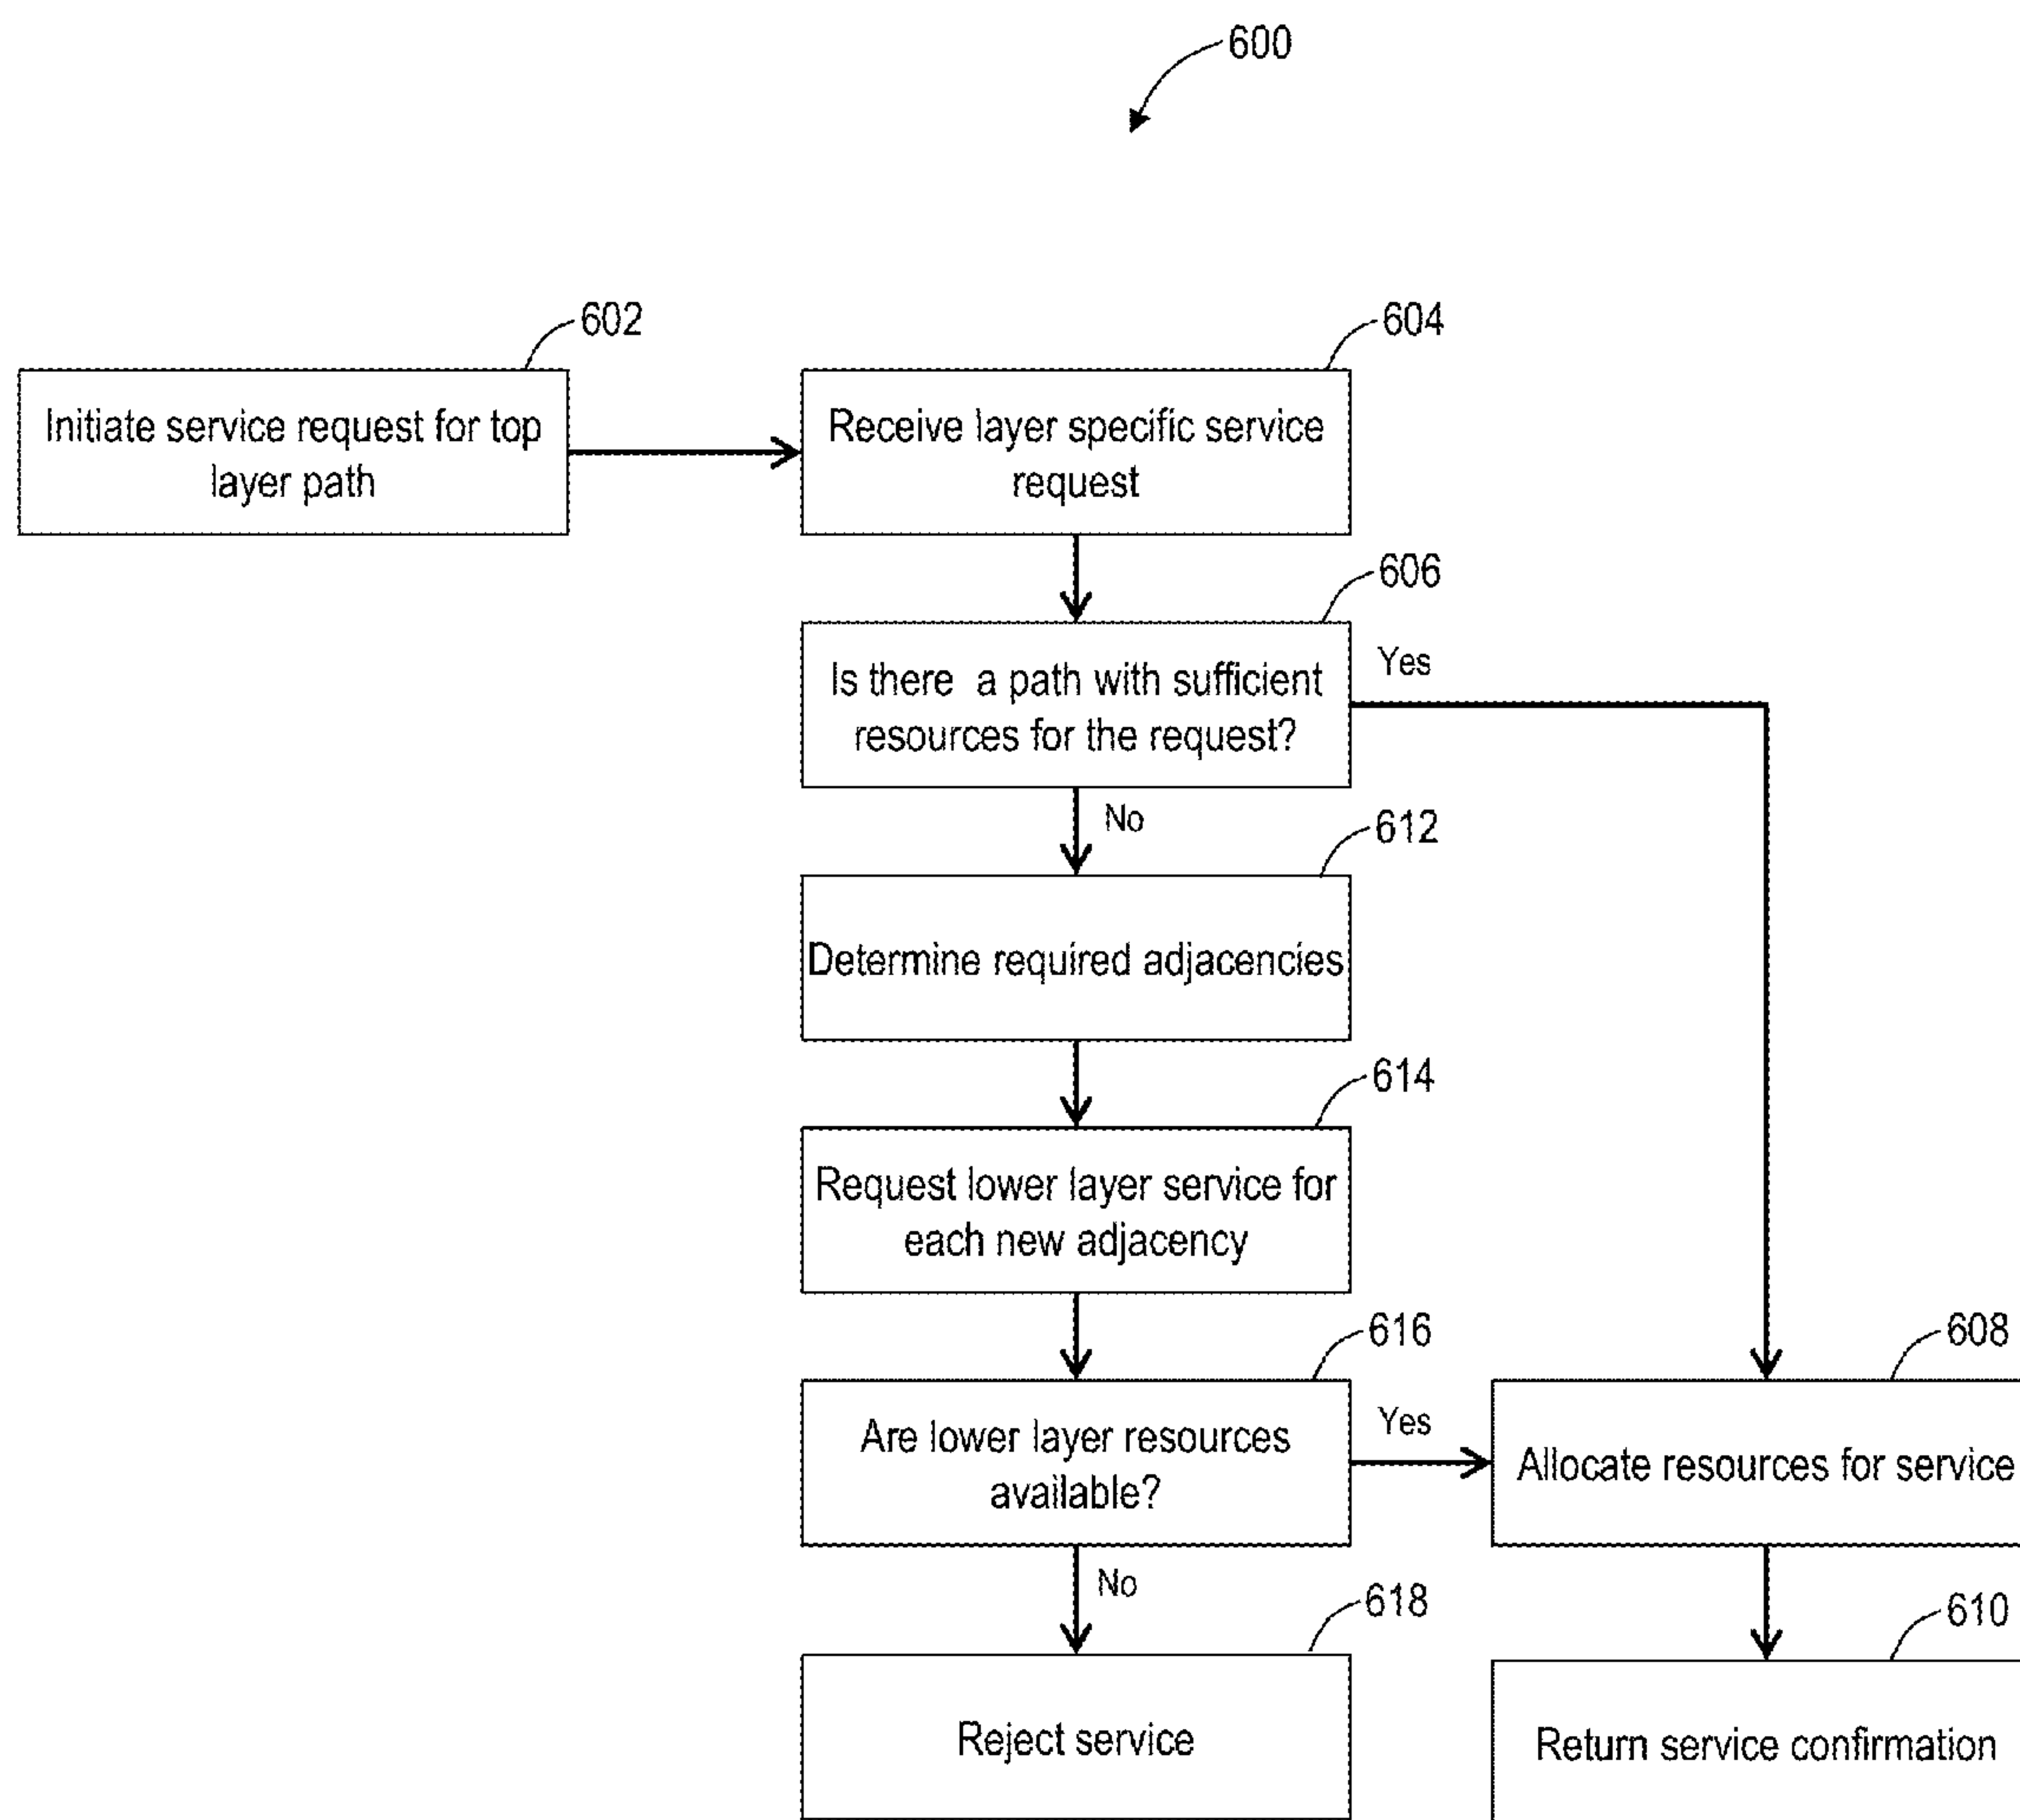 600
602
Initiate service request for top
layer path
604
Receive layer specific service
request
606
Is there a path with sufficient
resources for the request?
Yes
No
612
Determine required adjacencies
614
Request lower layer service for
each new adjacency
616
Are lower layer resources
available?
Yes
608
Allocate resources for service
No
618
Reject service
610
Return service confirmation